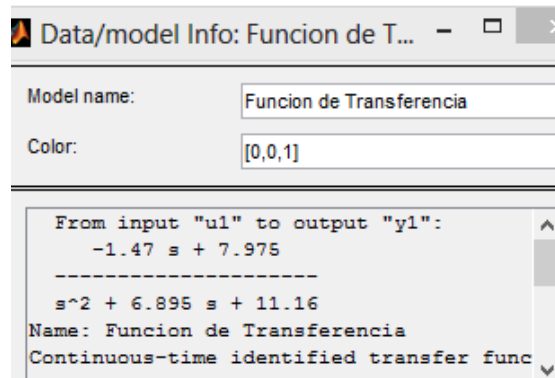 Data/model Info: Funcion de T...
Model name: Funcion de Transferencia
Color: [0,0,1]
From input "u1" to output "y1":
-1.47 s + 7.975
---------------------
s^2 + 6.895 s + 11.16
Name: Funcion de Transferencia
Continuous-time identified transfer func